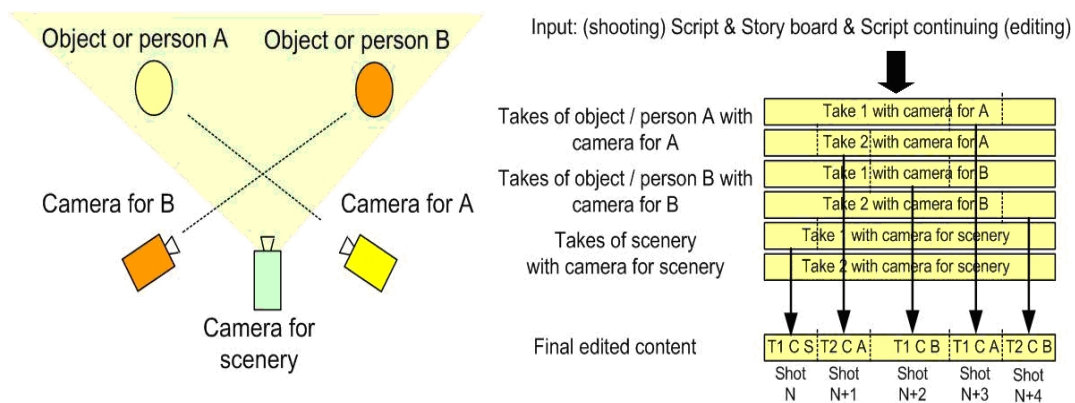 Object or person A
Object or person B
Camera for B
Camera for A
Camera for
scenery
Input: (shooting) Script & Story board & Script continuing (editing)
Takes of object / person A with
camera for A
Take 1 with camera for A
Take 2 with camera for A
Takes of object / person B with
camera for B
Take 1 with camera for B
Take 2 with camera for B
Takes of scenery
with camera for scenery
Take 1 with camera for scenery
Take 2 with camera for scenery
Final edited content
T1 C S
T2 C A
T1 C B
T1 C A
T2 C B
Shot
N
Shot
N+1
Shot
N+2
Shot
N+3
Shot
N+4